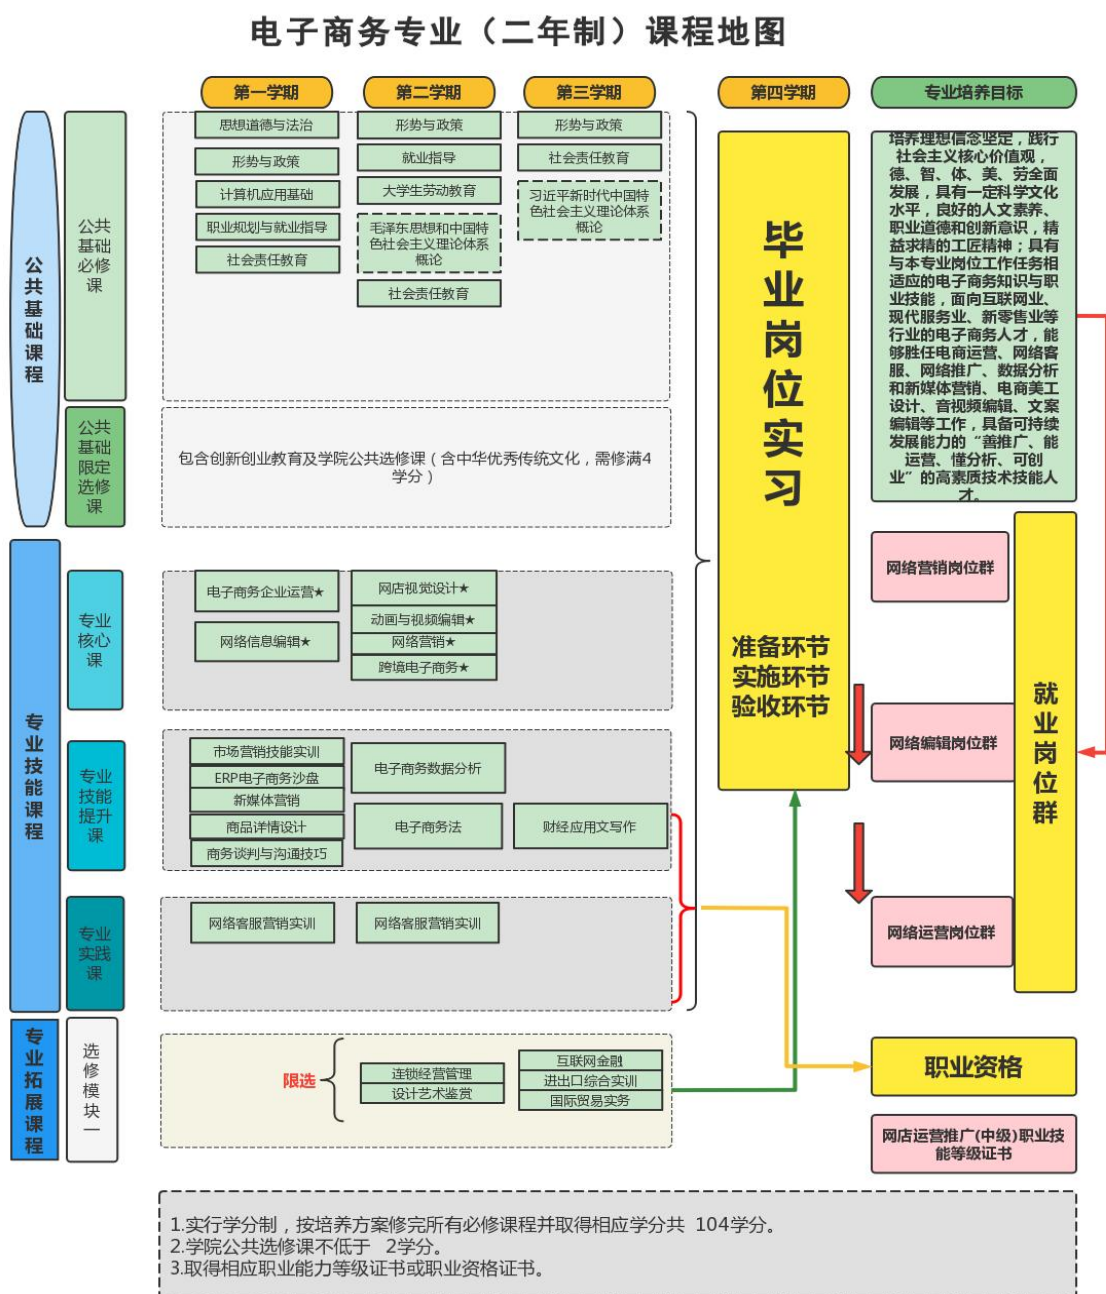 电子商务专业（二年制）课程地图
第一学期
第二学期
第三学期
第四学期
专业培养目标
公共基础课程
公共
基础
必修
课
思想道德与法治
形势与政策
计算机应用基础
职业规划与就业指导
社会责任教育
形势与政策
就业指导
大学生劳动教育
毛泽东思想和中国特
色社会主义理论体系
概论
社会责任教育
形势与政策
社会责任教育
习近平新时代中国特
色社会主义理论体系
概论
公共
基础
限定
选修
课
包含创新创业教育及学院公共选修课（含中华优秀传统文化，需修满4
学分）
专业技能课程
专业
核心
课
电子商务企业运营★
网络信息编辑★
网店视觉设计★
动画与视频编辑★
网络营销★
跨境电子商务★
专业
技能
提升
课
市场营销技能实训
ERP电子商务沙盘
新媒体营销
商品详情设计
商务谈判与沟通技巧
电子商务数据分析
电子商务法
财经应用文写作
专业
实践
课
网络客服营销实训
网络客服营销实训
专业拓展课程
选修模块一
限选
连锁经营管理
设计艺术鉴赏
互联网金融
进出口综合实训
国际贸易实务
毕业岗位实习
准备环节
实施环节
验收环节
培养理想信念坚定，践行
社会主义核心价值观，
德、智、体、美、劳全面
发展，具有一定科学文化
水平，良好的人文素养、
职业道德和创新意识，精
益求精的工匠精神；具有
与本专业岗位工作任务相
适应的电子商务知识与职
业技能，面向互联网业、
现代服务业、新零售业等
行业的电子商务人才，能
够胜任电商运营、网络客
服、网络推广、数据分析
和新媒体营销、电商美工
设计、音视频编辑、文案
编辑等工作，具备可持续
发展能力的“善推广、能
运营、懂分析、可创
业”的高素质技术技能人
才。
网络营销岗位群
网络编辑岗位群
网络运营岗位群
就业岗位群
职业资格
网店运营推广(中级)职业技
能等级证书
1.实行学分制，按培养方案修完所有必修课程并取得相应学分共 104学分。
2.学院公共选修课不低于 2学分。
3.取得相应职业能力等级证书或职业资格证书。